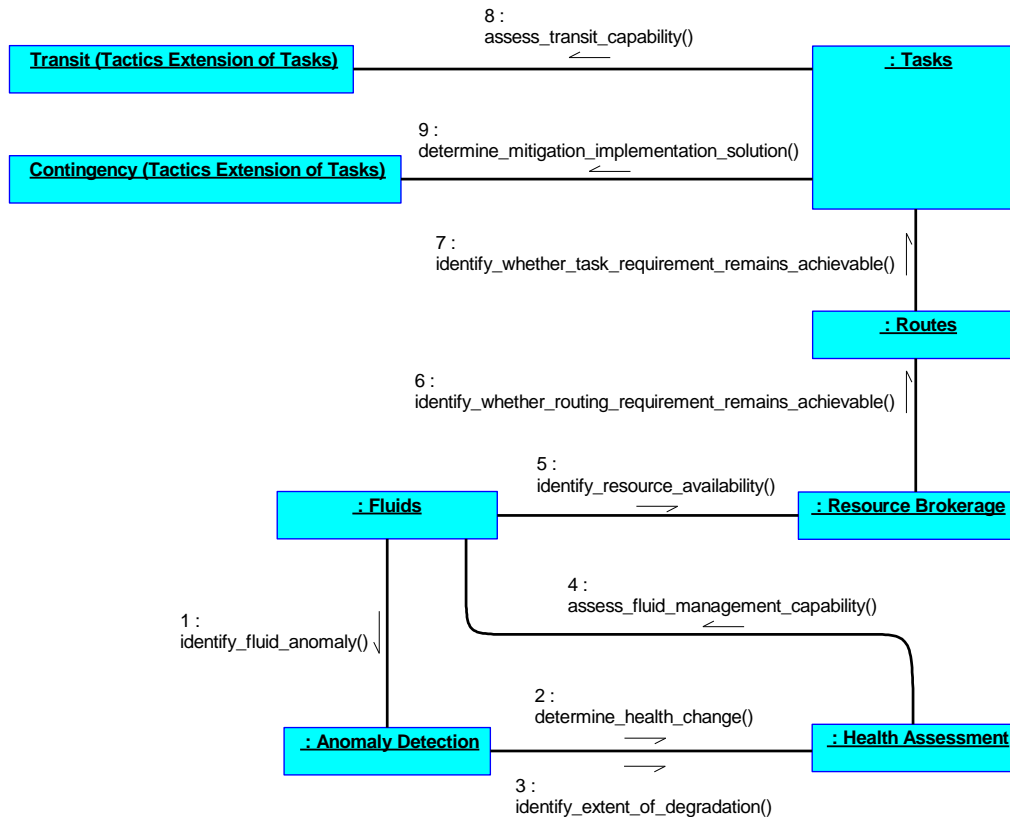 8 :
assess_transit_capability()
Transit (Tactics Extension of Tasks)
: Tasks
9 :
determine_mitigation_implementation_solution()
Contingency (Tactics Extension of Tasks)
7 :
identify_whether_task_requirement_remains_achievable()
: Routes
6 :
identify_whether_routing_requirement_remains_achievable()
5 :
identify_resource_availability()
: Fluids
: Resource Brokerage
4 :
assess_fluid_management_capability()
1 :
identify_fluid_anomaly()
2 :
determine_health_change()
: Anomaly Detection
: Health Assessment
3 :
identify_extent_of_degradation()